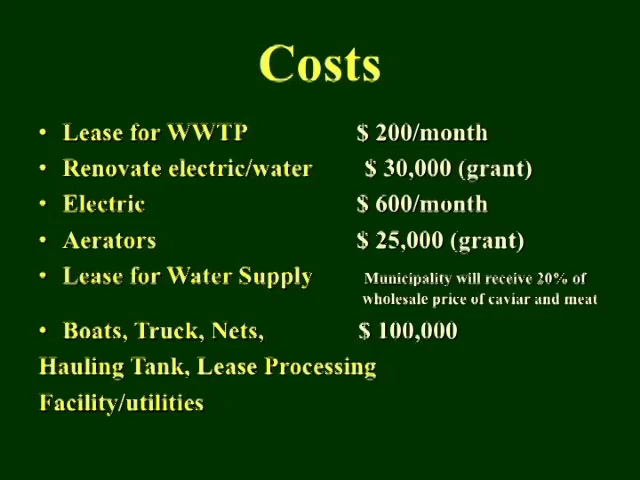 Costs
• Lease for WWTP $ 200/month
• Renovate electric/water $ 30,000 (grant)
• Electric $ 600/month
• Aerators $ 25,000 (grant)
• Lease for Water Supply Municipality will receive 20% of
wholesale price of caviar and meat
• Boats, Truck, Nets, $ 100,000
Hauling Tank, Lease Processing
Facility/utilities